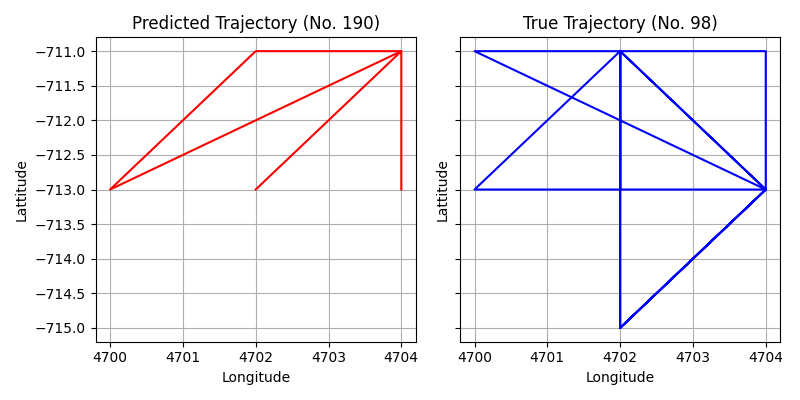 Predicted Trajectory (No. 190)
True Trajectory (No. 98)
−711.0
−711.5
−712.0
−712.5
−713.0
−713.5
−714.0
−714.5
−715.0
Lattitude
Lattitude
4700 4701 4702 4703 4704
4700 4701 4702 4703 4704
Longitude
Longitude